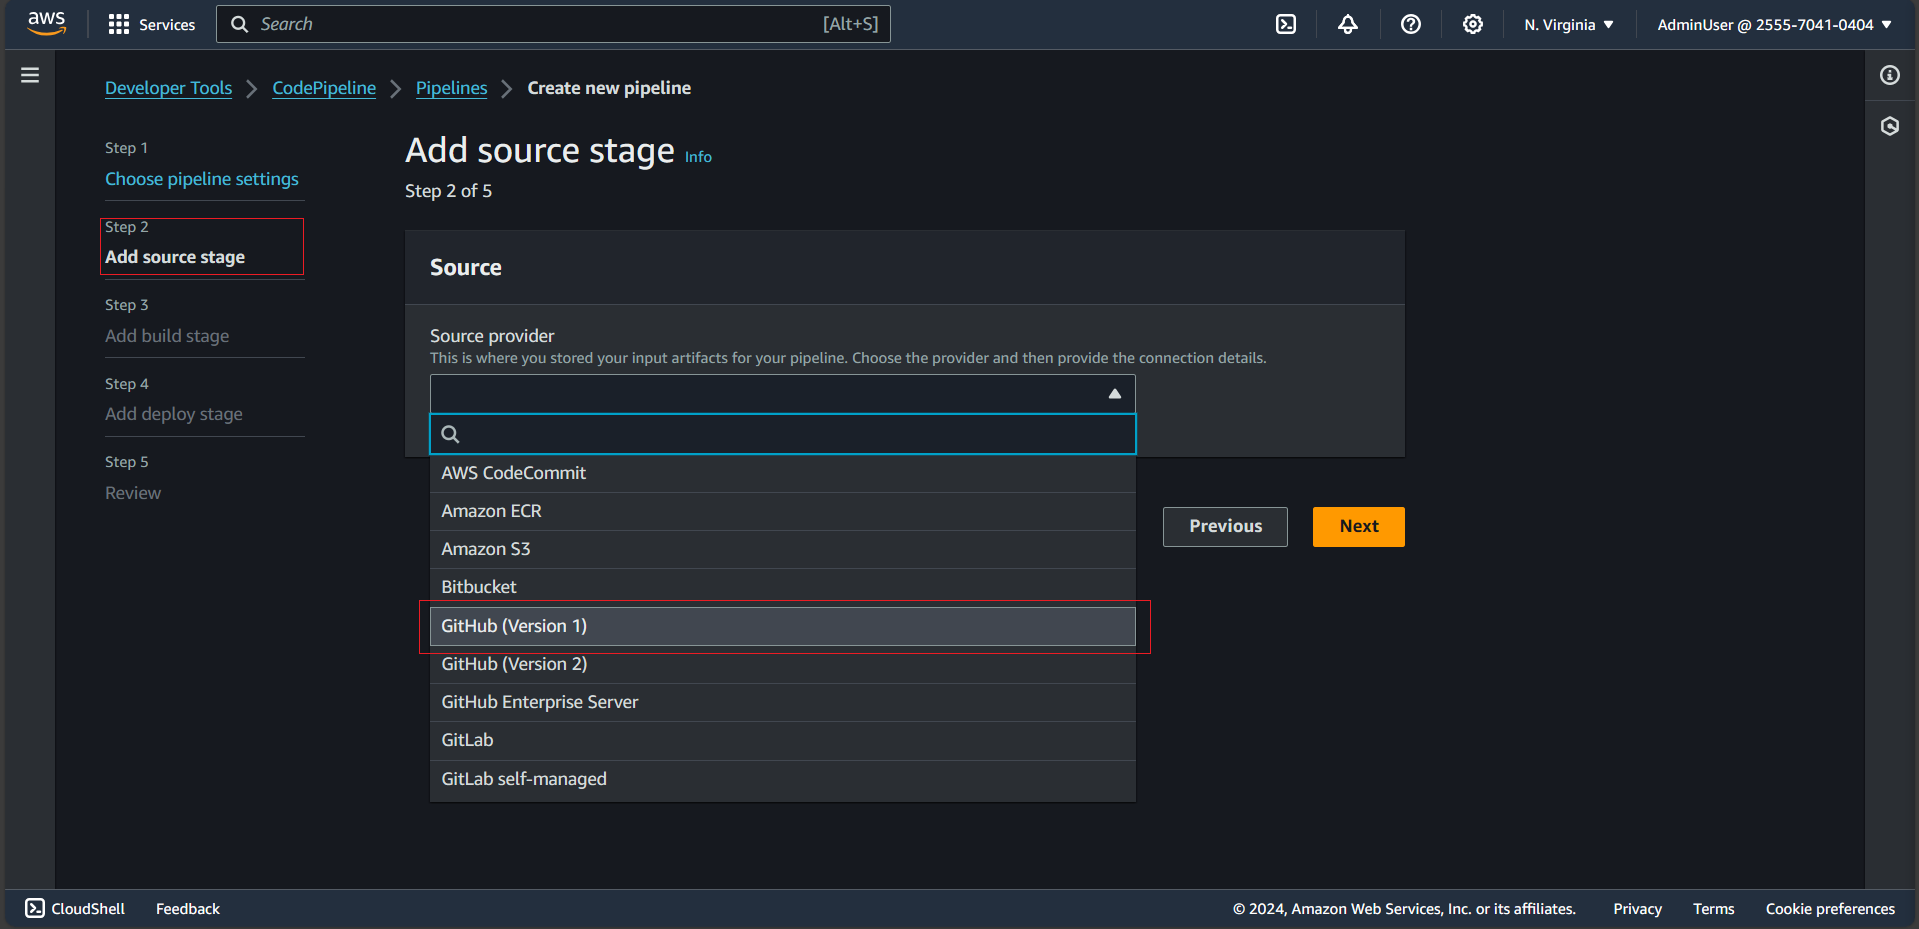 aws
Services
Search [Alt+S]
N. Virginia
AdminUser @ 2555-7041-0404
Developer Tools
CodePipeline
Pipelines
Create new pipeline
Step 1
Choose pipeline settings
Step 2
Add source stage
Step 3
Add build stage
Step 4
Add deploy stage
Step 5
Review
Add source stage Info
Step 2 of 5
Source
Source provider
This is where you stored your input artifacts for your pipeline. Choose the provider and then provide the connection details.
AWS CodeCommit
Amazon ECR
Amazon S3
Bitbucket
GitHub (Version 1)
GitHub (Version 2)
GitHub Enterprise Server
GitLab
GitLab self-managed
Previous
Next
CloudShell
Feedback
© 2024, Amazon Web Services, Inc. or its affiliates.
Privacy
Terms
Cookie preferences